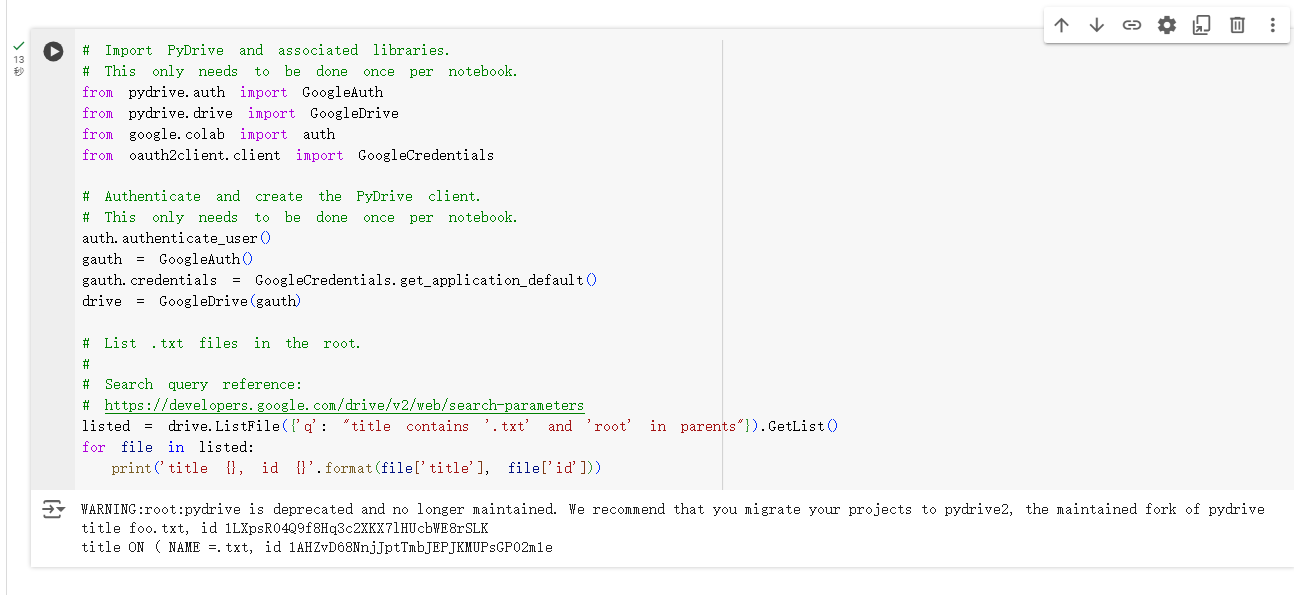 13
秒
# Import PyDrive and associated libraries.
# This only needs to be done once per notebook.
from pydrive.auth import GoogleAuth
from pydrive.drive import GoogleDrive
from google.colab import auth
from oauth2client.client import GoogleCredentials
# Authenticate and create the PyDrive client.
# This only needs to be done once per notebook.
auth.authenticate_user()
gauth = GoogleAuth()
gauth.credentials = GoogleCredentials.get_application_default()
drive = GoogleDrive(gauth)
# List .txt files in the root.
#
# Search query reference:
# https://developers.google.com/drive/v2/web/search-parameters
listed = drive.ListFile({'q': "title contains '.txt' and 'root' in parents"}).GetList()
for file in listed:
print('title {}, id {}'.format(file['title'], file['id']))
WARNING:root:pydrive is deprecated and no longer maintained. We recommend that you migrate your projects to pydrive2, the maintained fork of pydrive
title foo.txt, id 1LXpsR04Q9f8Hq3c2XKX7lHUcbWE8rSLK
title ON ( NAME =.txt, id 1AHZvD68NnjJptTmbJEPJKMUPsGP02m1e